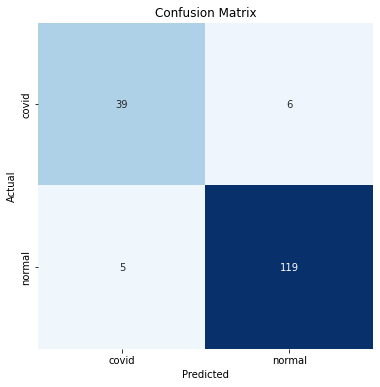 Confusion Matrix
covid
39
6
Actual
normal
5
119
covid
normal
Predicted